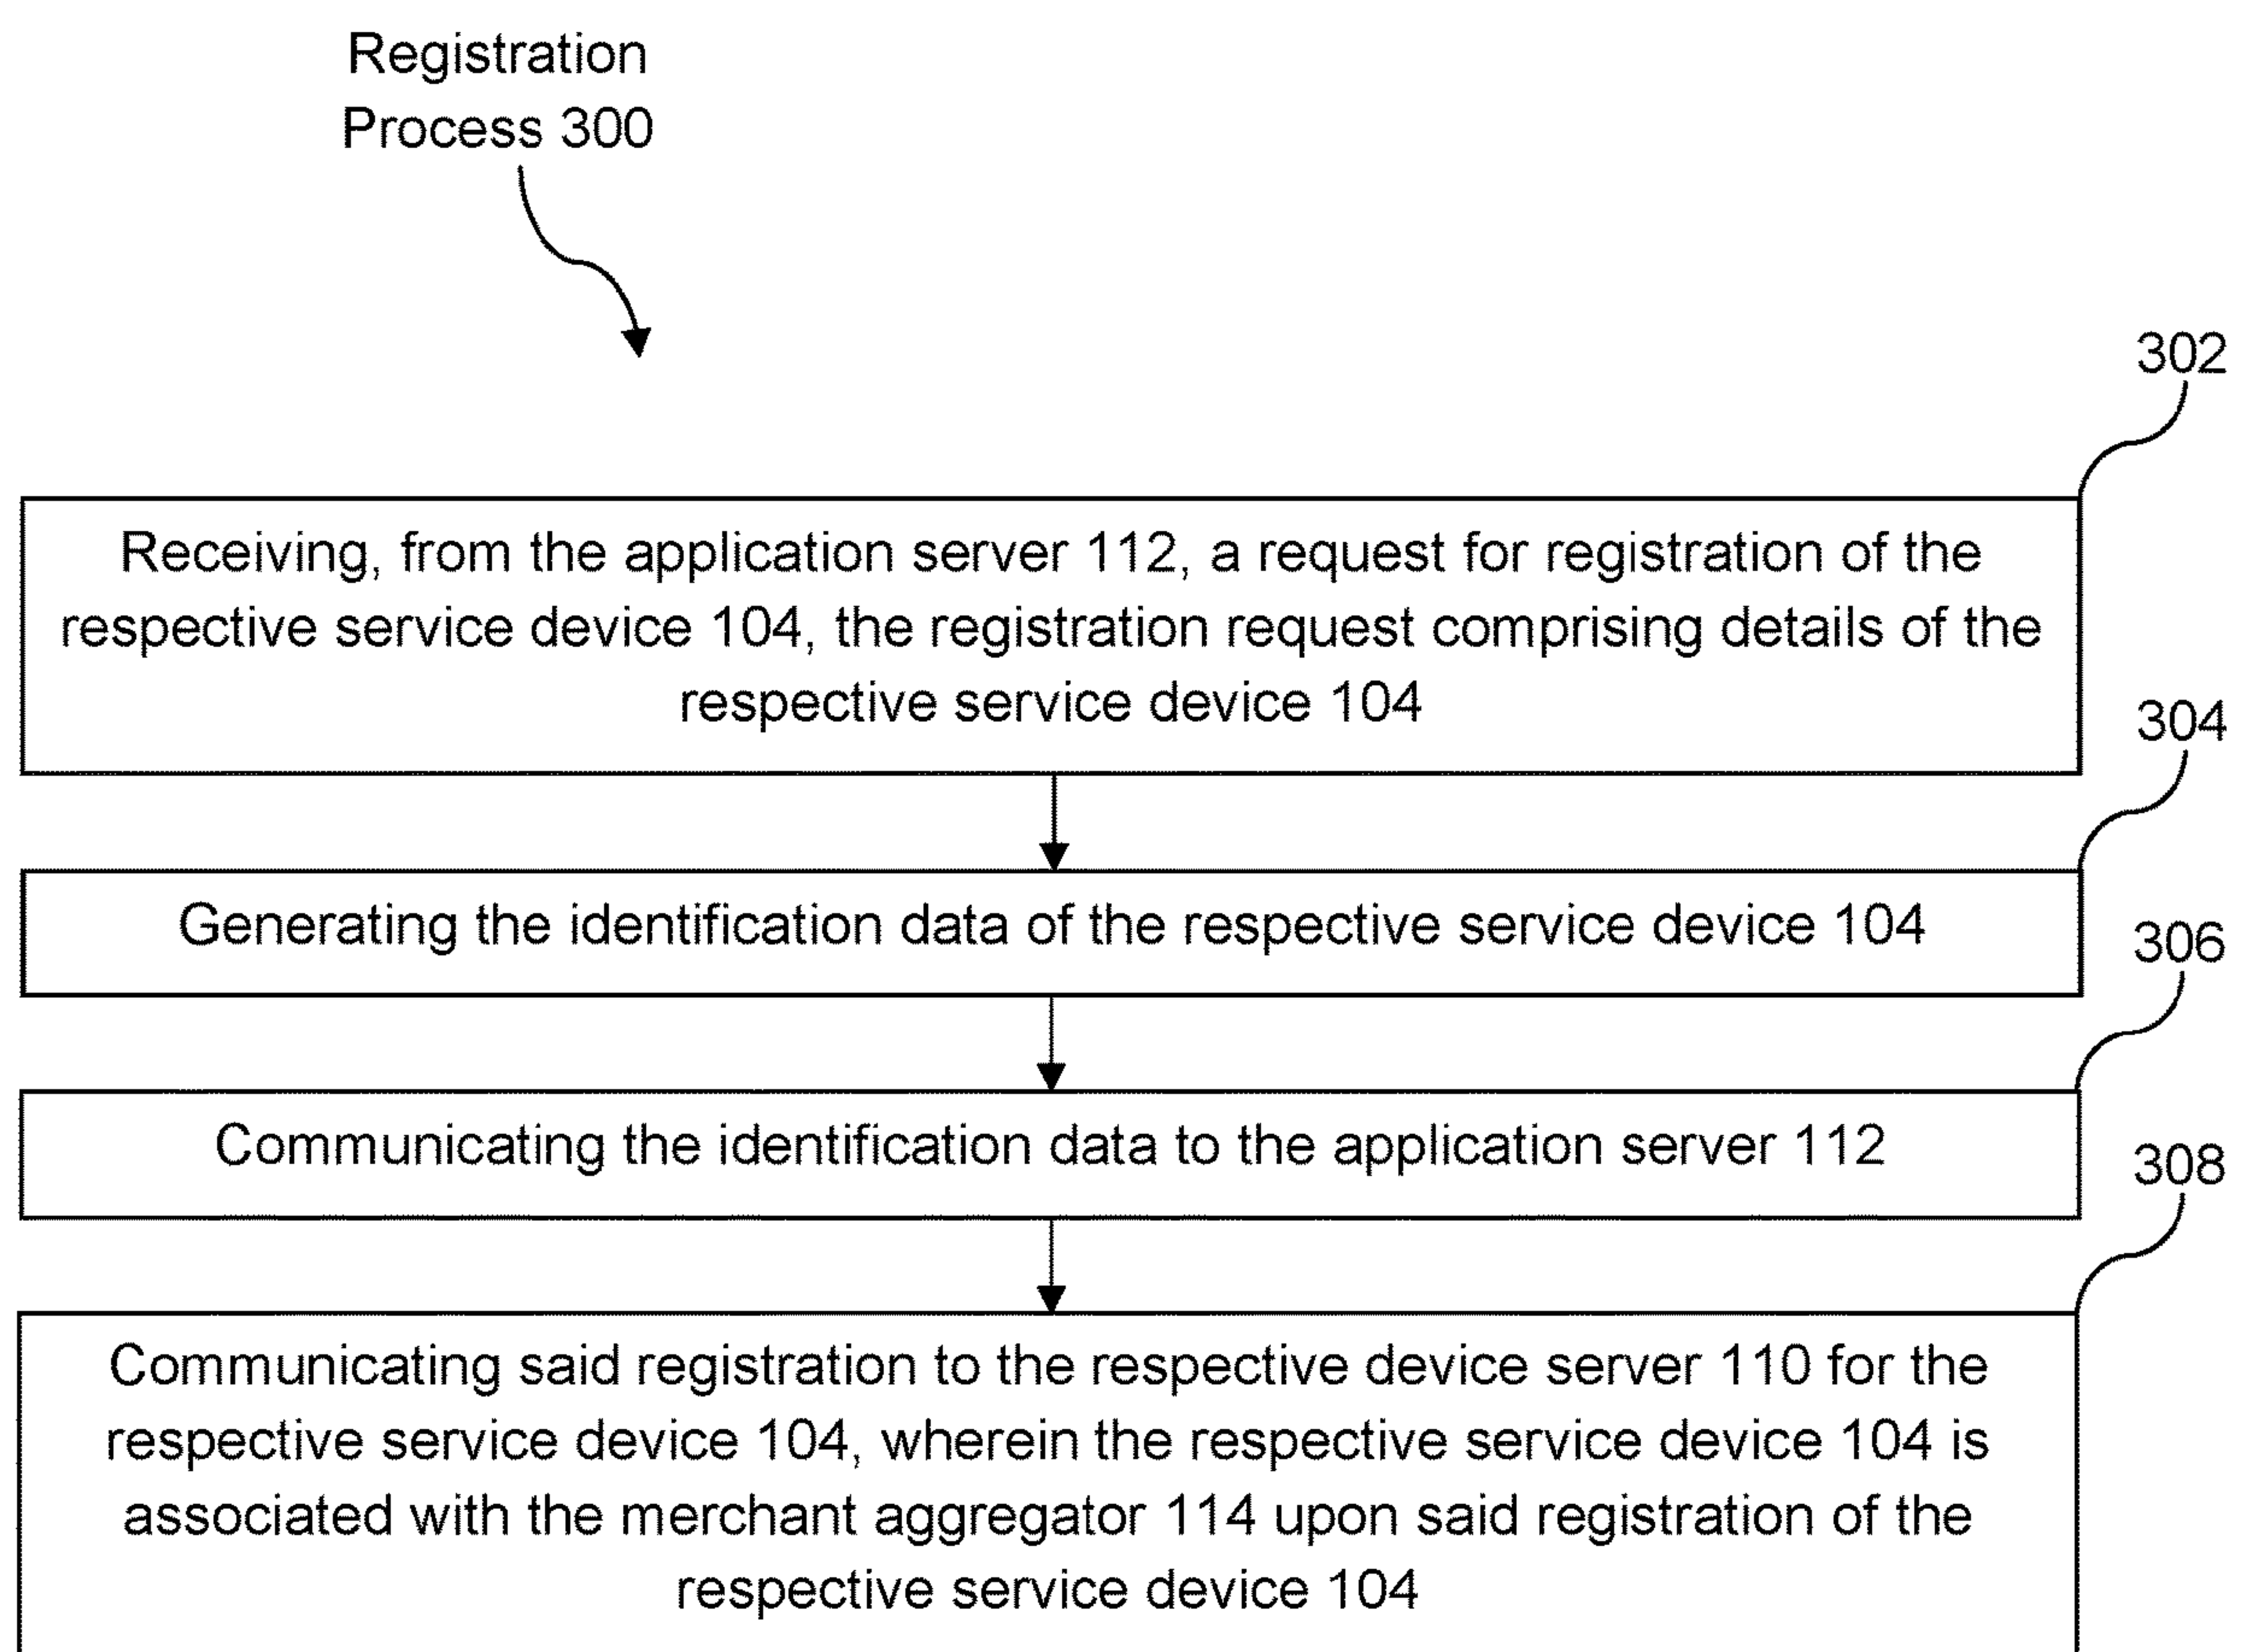 Registration
Process 300
302
Receiving, from the application server 112, a request for registration of the
respective service device 104, the registration request comprising details of the
respective service device 104
304
Generating the identification data of the respective service device 104
306
Communicating the identification data to the application server 112
308
Communicating said registration to the respective device server 110 for the
respective service device 104, wherein the respective service device 104 is
associated with the merchant aggregator 114 upon said registration of the
respective service device 104